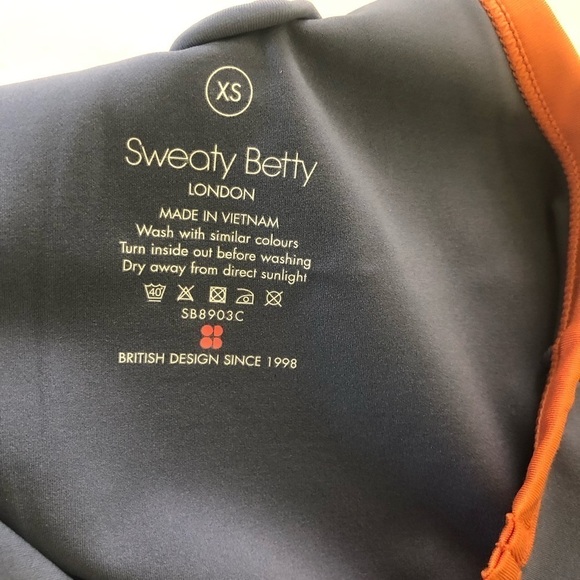 XS
Sweaty Betty
LONDON
MADE IN VIETNAM
Wash with similar colours
Turn inside out before washing
Dry away from direct sunlight
40
SB8903C
BRITISH DESIGN SINCE 1998